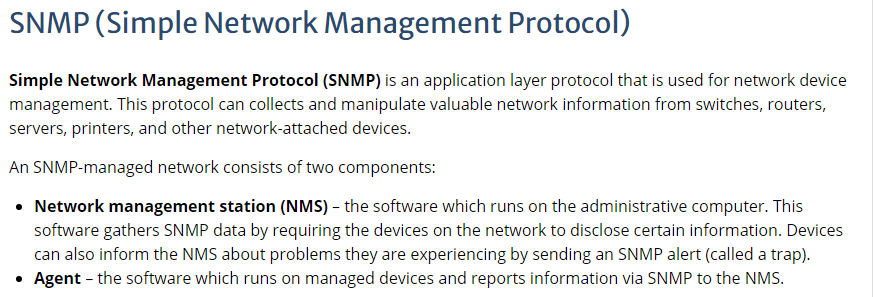 SNMP (Simple Network Management Protocol)
Simple Network Management Protocol (SNMP) is an application layer protocol that is used for network device
management. This protocol can collects and manipulate valuable network information from switches, routers,
servers, printers, and other network-attached devices.
An SNMP-managed network consists of two components:
• Network management station (NMS) – the software which runs on the administrative computer. This
software gathers SNMP data by requiring the devices on the network to disclose certain information. Devices
can also inform the NMS about problems they are experiencing by sending an SNMP alert (called a trap).
• Agent – the software which runs on managed devices and reports information via SNMP to the NMS.